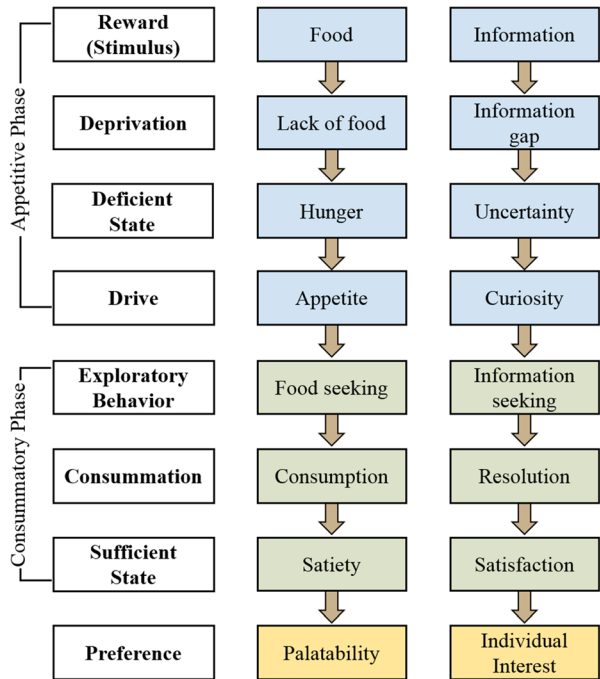 Appetitive Phase
Reward
(Stimulus)
Food
Information
Deprivation
Lack of food
Information
gap
Deficient
State
Hunger
Uncertainty
Drive
Appetite
Curiosity
Consummatory Phase
Exploratory
Behavior
Food seeking
Information
seeking
Consummation
Consumption
Resolution
Sufficient
State
Satiety
Satisfaction
Preference
Palatability
Individual
Interest